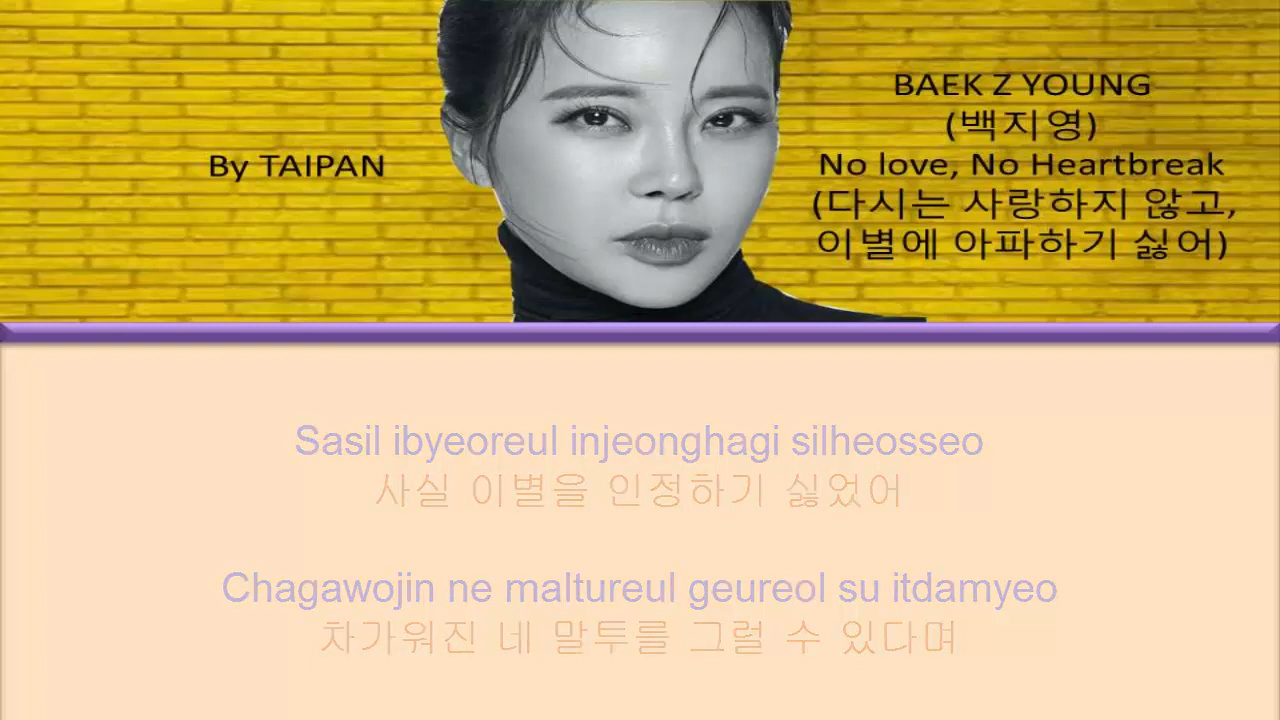 By TAIPAN
BAEK Z YOUNG
(백지영)
No love, No Heartbreak
(다시는 사랑하지 않고,
이별에 아파하기 싫어)
Sasil ibyeoreul injeonghagi silheosseo
사실 이별을 인정하기 싫었어
Chagawojin ne maltureul geureol su itdamyeo
차가워진 네 말투를 그럴 수 있다며